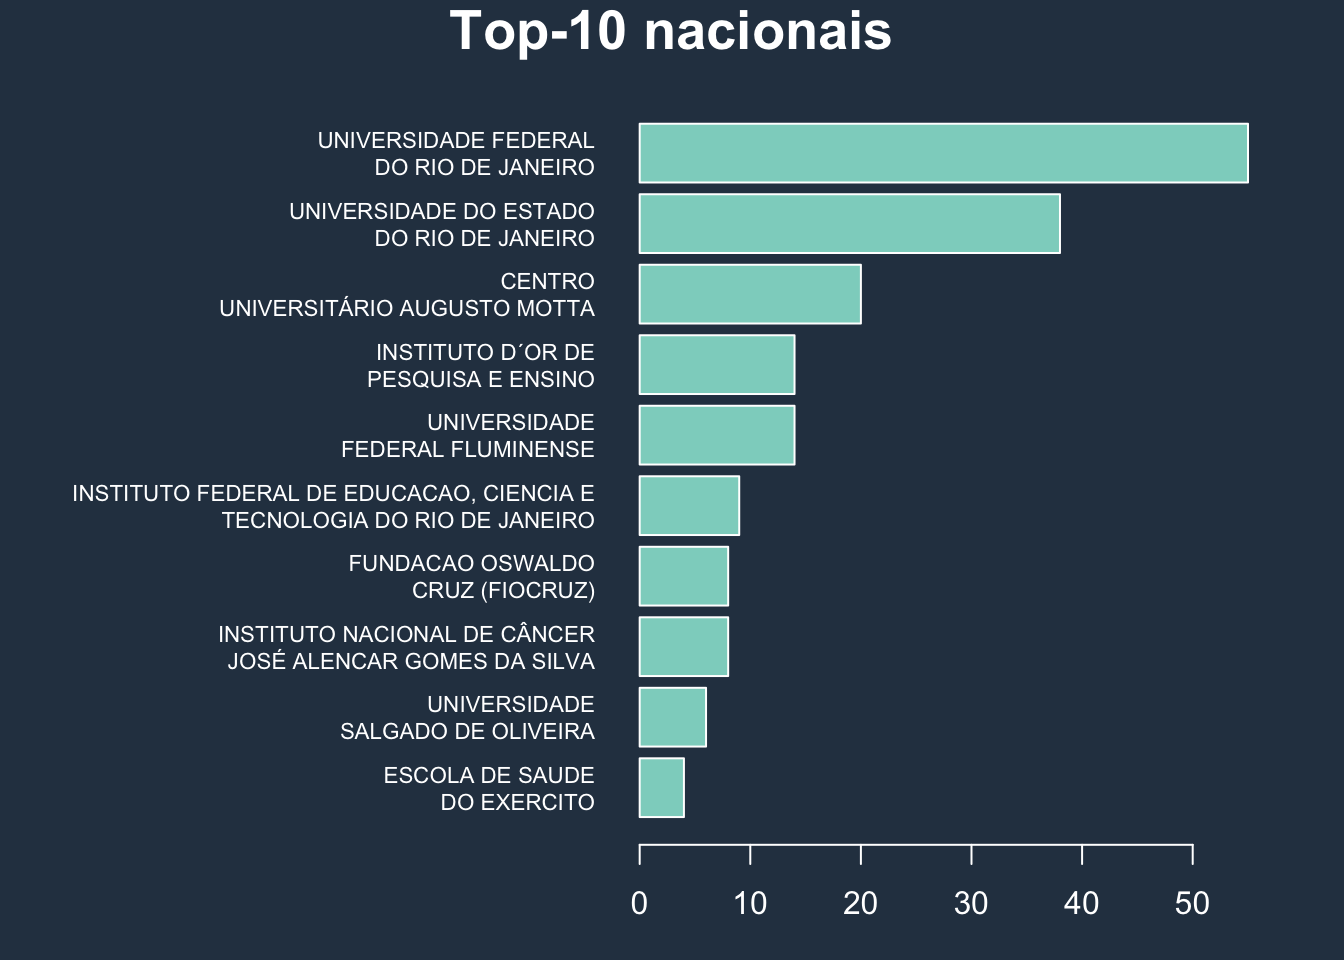 Top-10 nacionais
UNIVERSIDADE FEDERAL
DO RIO DE JANEIRO
UNIVERSIDADE DO ESTADO
DO RIO DE JANEIRO
CENTRO
UNIVERSITÁRIO AUGUSTO MOTTA
INSTITUTO D´OR DE
PESQUISA E ENSINO
UNIVERSIDADE
FEDERAL FLUMINENSE
INSTITUTO FEDERAL DE EDUCACAO, CIENCIA E
TECNOLOGIA DO RIO DE JANEIRO
FUNDACAO OSWALDO
CRUZ (FIOCRUZ)
INSTITUTO NACIONAL DE CÂNCER
JOSÉ ALENCAR GOMES DA SILVA
UNIVERSIDADE
SALGADO DE OLIVEIRA
ESCOLA DE SAUDE
DO EXERCITO
0 10 20 30 40 50